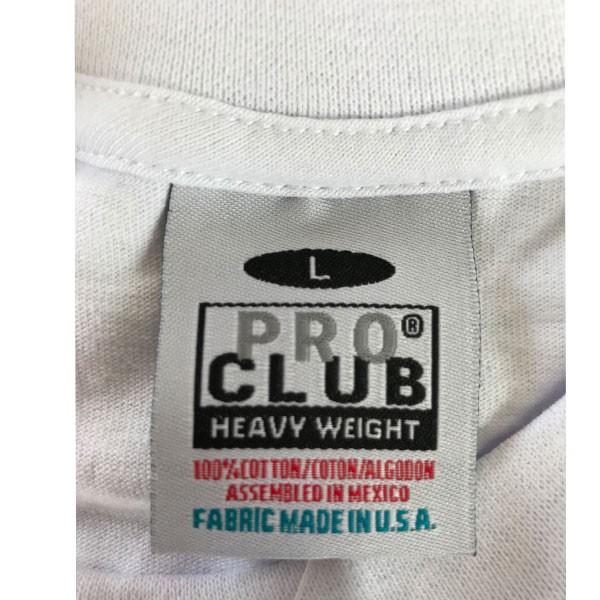 L
PRO®
CLUB
HEAVY WEIGHT
100%COTTON/COTON/ALGODON
ASSEMBLED IN MEXICO
FABRIC MADE IN U.S.A.